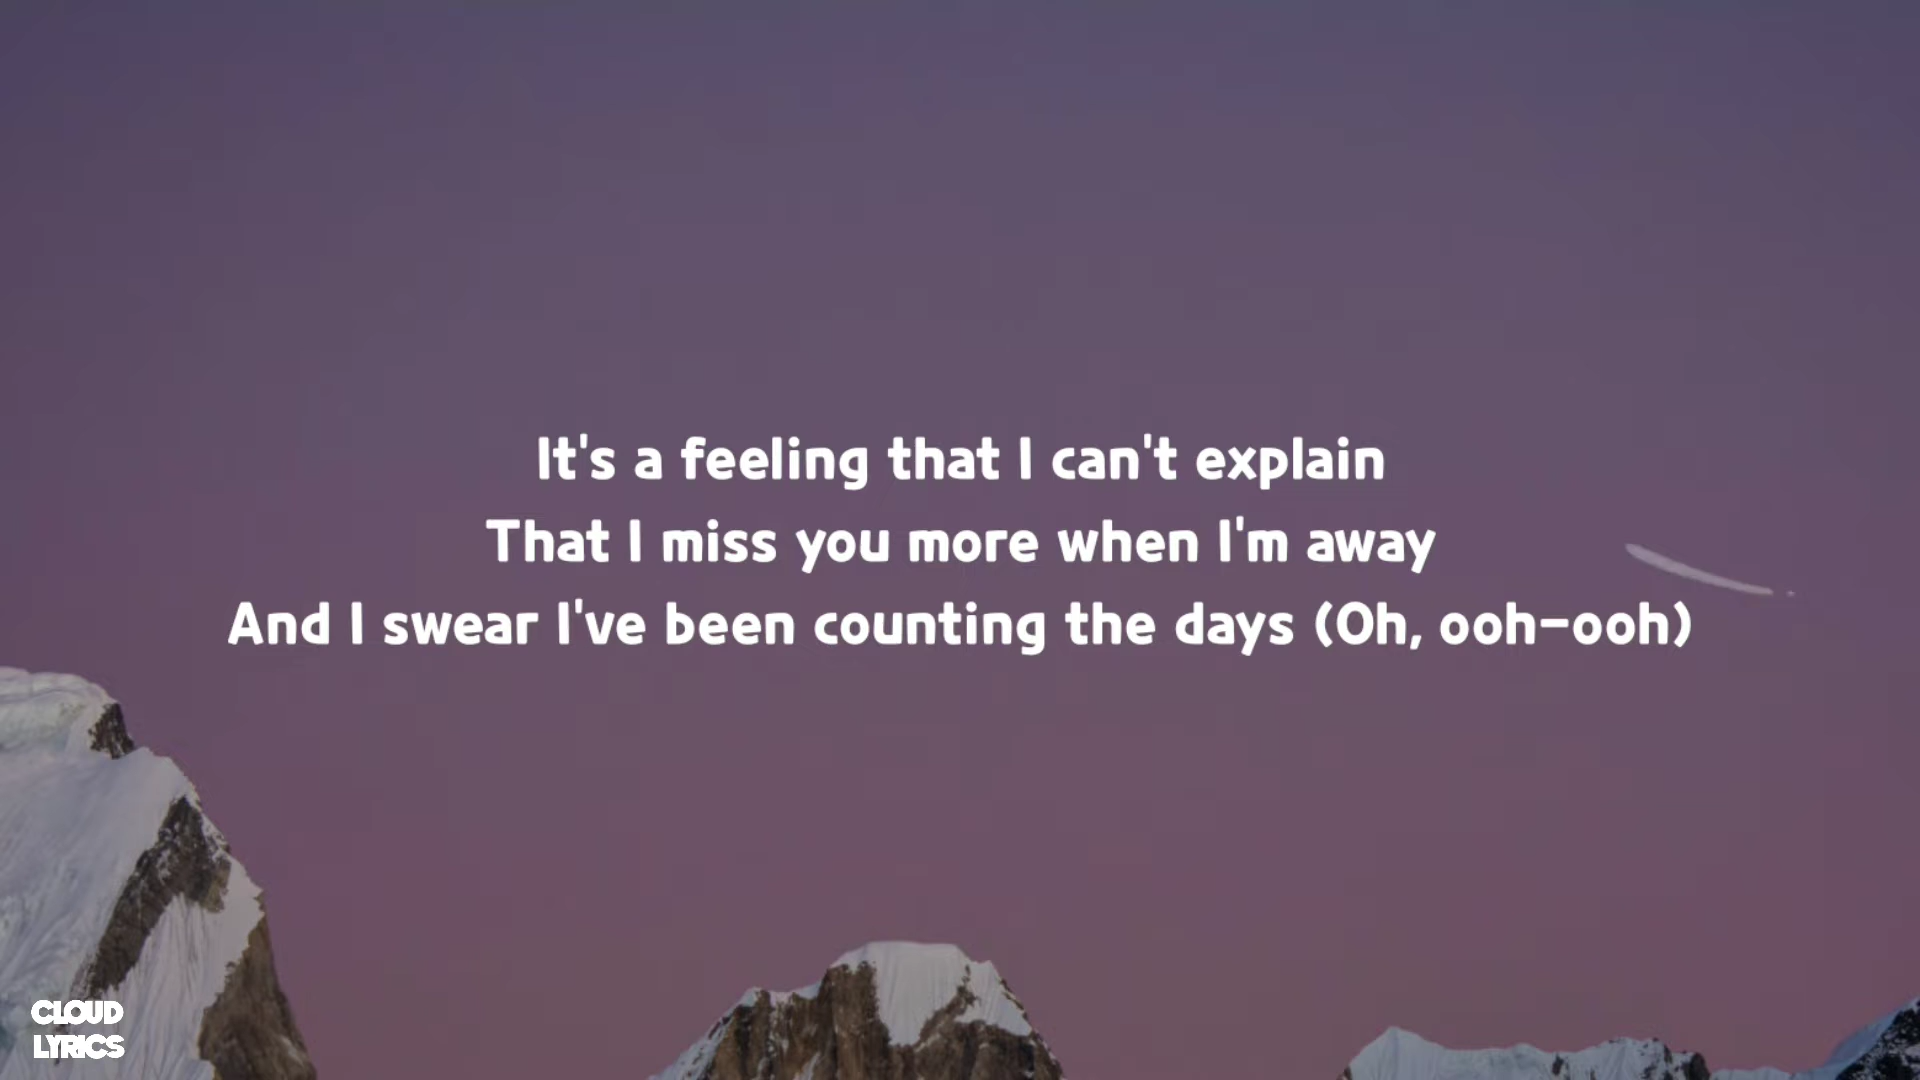 It's a feeling that I can't explain
That I miss you more when I'm away
And I swear I've been counting the days (Oh, ooh-ooh)
CLOUD
LYRICS